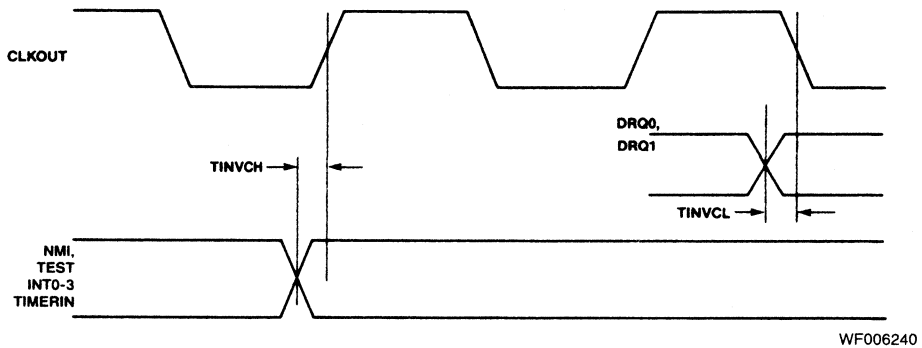 CLKOUT
DRQ0,
DRQ1
TINVCH
TINVCL
NMI,
TEST
INT0-3
TIMERIN
WF006240